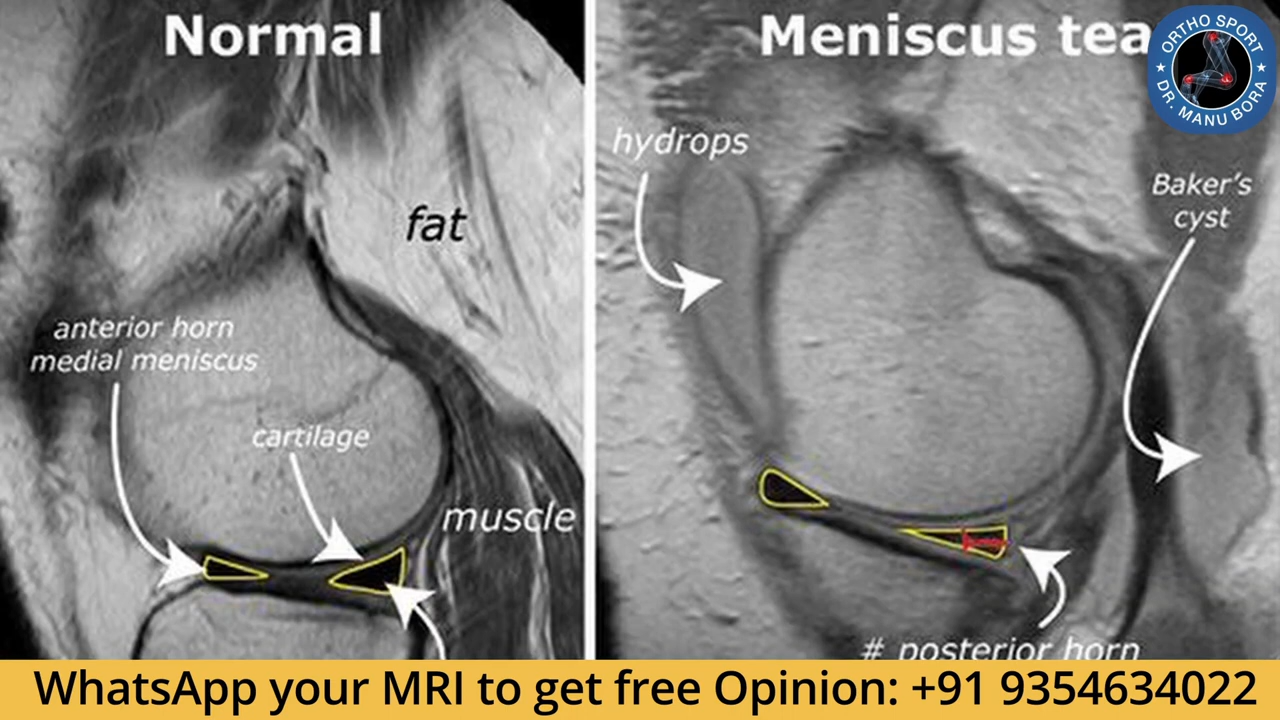 Normal
fat
anterior horn
medial meniscus
cartilage
muscle
Meniscus tea
hydrops
Baker's
cyst
# posterior horn
ORTHO SPORT
★ DR. MANU BORA ★
WhatsApp your MRI to get free Opinion: +91 9354634022